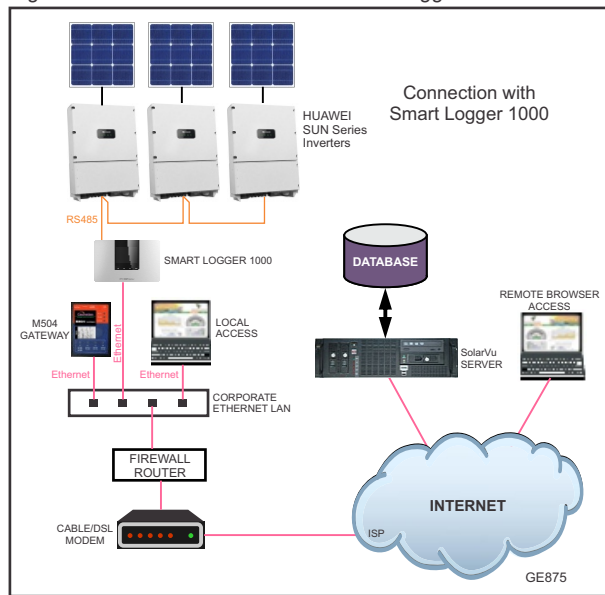 Connection with
Smart Logger 1000
HUAWEI
SUN Series
Inverters
RS485
SMART LOGGER 1000
DATABASE
M504
GATEWAY
Ethernet
LOCAL
ACCESS
REMOTE BROWSER
ACCESS
SolarVu
SERVER
Ethernet
Ethernet
CORPORATE
ETHERNET LAN
FIREWALL
ROUTER
INTERNET
CABLE/DSL
MODEM
ISP
GE875